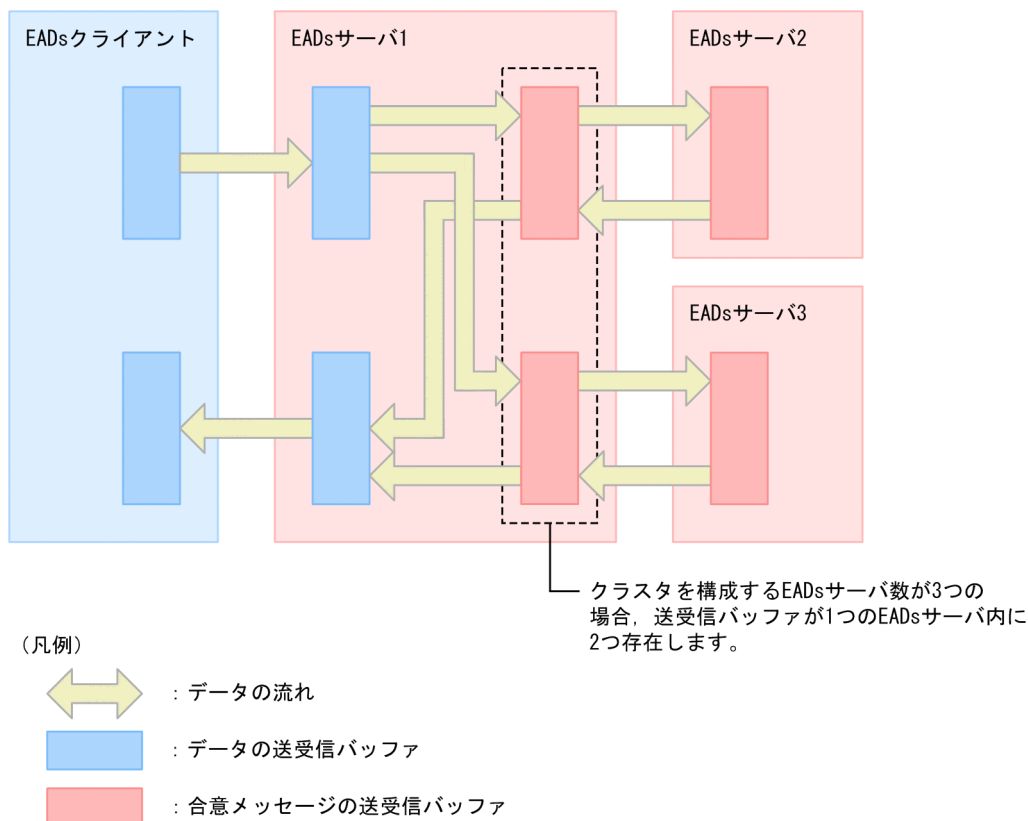 EADsクライアント
EADsサーバ1
EADsサーバ2
EADsサーバ3
クラスタを構成するEADsサーバ数が3つの
場合，送受信バッファが1つのEADsサーバ内に
2つ存在します。
（凡例）
：データの流れ
：データの送受信バッファ
：合意メッセージの送受信バッファ